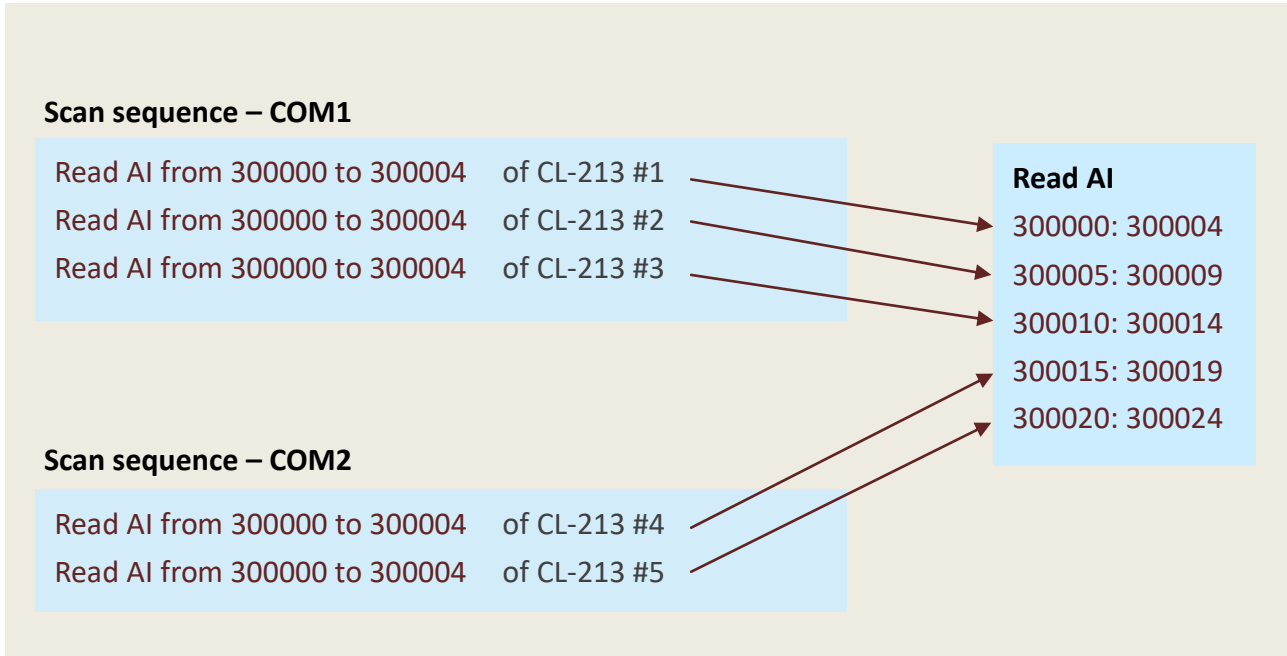 Scan sequence – COM1
Read AI from 300000 to 300004 of CL-213 #1
Read AI from 300000 to 300004 of CL-213 #2
Read AI from 300000 to 300004 of CL-213 #3
Read AI
300000: 300004
300005: 300009
300010: 300014
300015: 300019
300020: 300024
Scan sequence – COM2
Read AI from 300000 to 300004 of CL-213 #4
Read AI from 300000 to 300004 of CL-213 #5